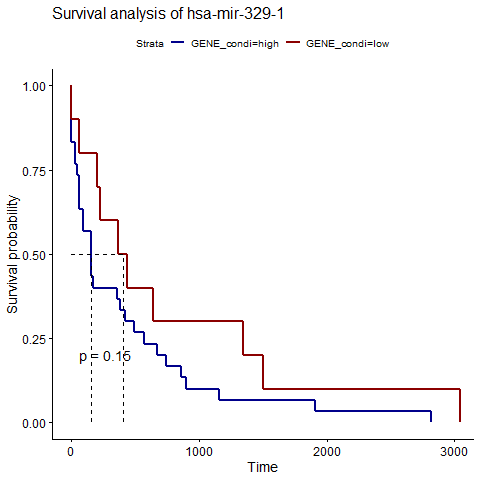 Survival analysis of hsa-mir-329-1
Strata GENE_condi=high GENE_condi=low
1.00
0.75
0.50
0.25
0.00
Survival probability
p = 0.15
0 1000 2000 3000
Time